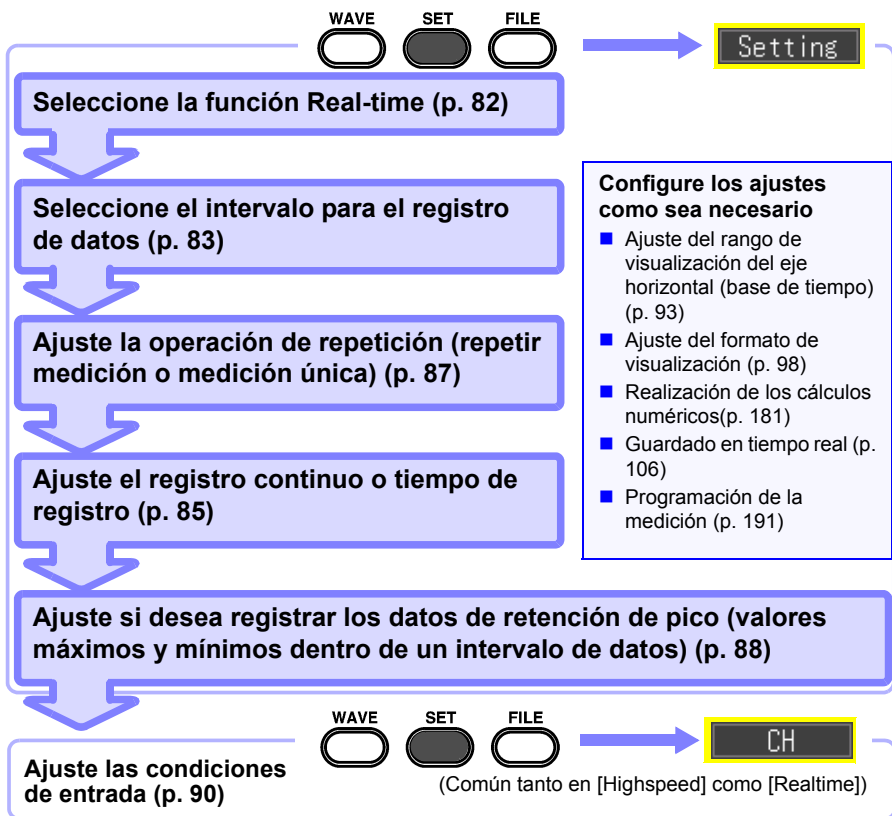 WAVE SET FILE
Setting
Seleccione la función Real-time (p. 82)
Seleccione el intervalo para el registro
de datos (p. 83)
Ajuste la operación de repetición (repetir
medición o medición única) (p. 87)
Ajuste el registro continuo o tiempo de
registro (p. 85)
Configure los ajustes
como sea necesario
Ajuste del rango de
visualización del eje
horizontal (base de tiempo)
(p. 93)
Ajuste del formato de
visualización (p. 98)
Realización de los cálculos
numéricos(p. 181)
Guardado en tiempo real (p.
106)
Programación de la
medición (p. 191)
Ajuste si desea registrar los datos de retención de pico (valores
máximos y mínimos dentro de un intervalo de datos) (p. 88)
WAVE SET FILE
CH
Ajuste las condiciones
de entrada (p. 90)
(Común tanto en [Highspeed] como [Realtime])